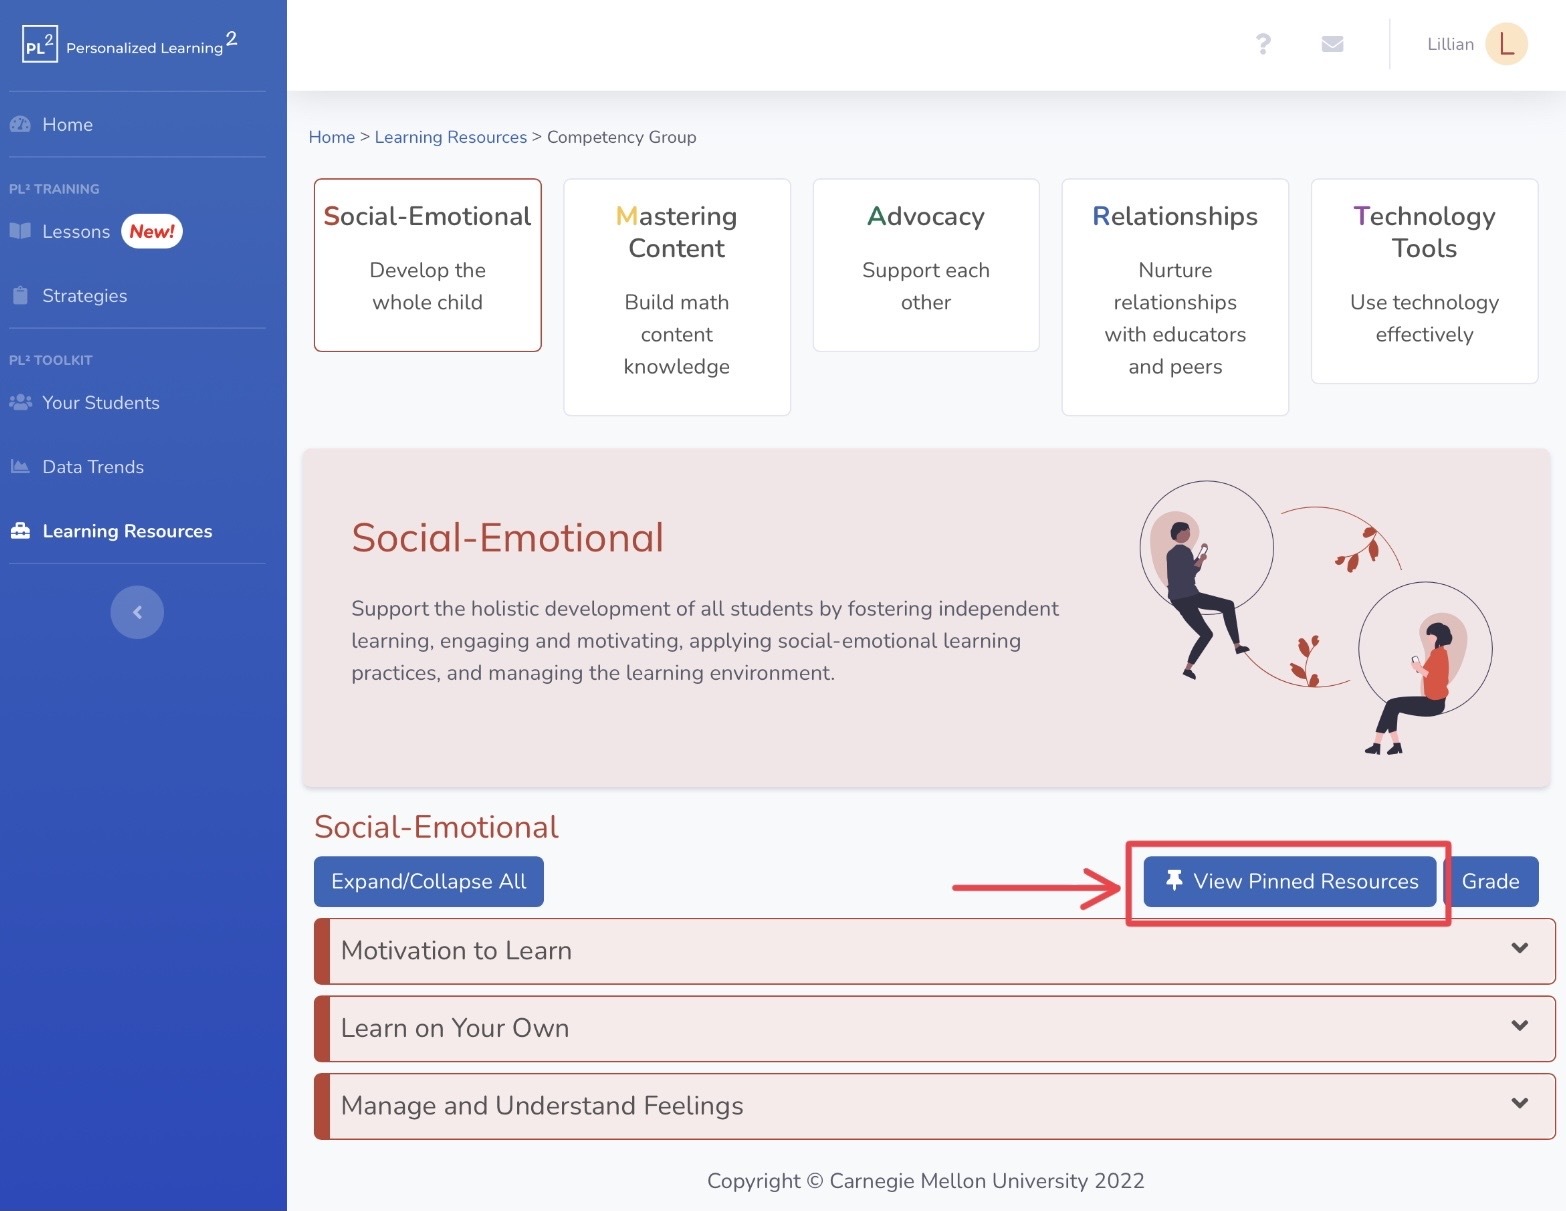 PL2 Personalized Learning2
Home
PL² TRAINING
Lessons New!
Strategies
PL² TOOLKIT
Your Students
Data Trends
Learning Resources
? Lillian L
Home > Learning Resources > Competency Group
Social-Emotional
Develop the
whole child
Mastering
Content
Build math
content
knowledge
Advocacy
Support each
other
Relationships
Nurture
relationships
with educators
and peers
Technology
Tools
Use technology
effectively
Social-Emotional
Support the holistic development of all students by fostering independent
learning, engaging and motivating, applying social-emotional learning
practices, and managing the learning environment.
Social-Emotional
Expand/Collapse All
View Pinned Resources
Grade
Motivation to Learn
Learn on Your Own
Manage and Understand Feelings
Copyright © Carnegie Mellon University 2022